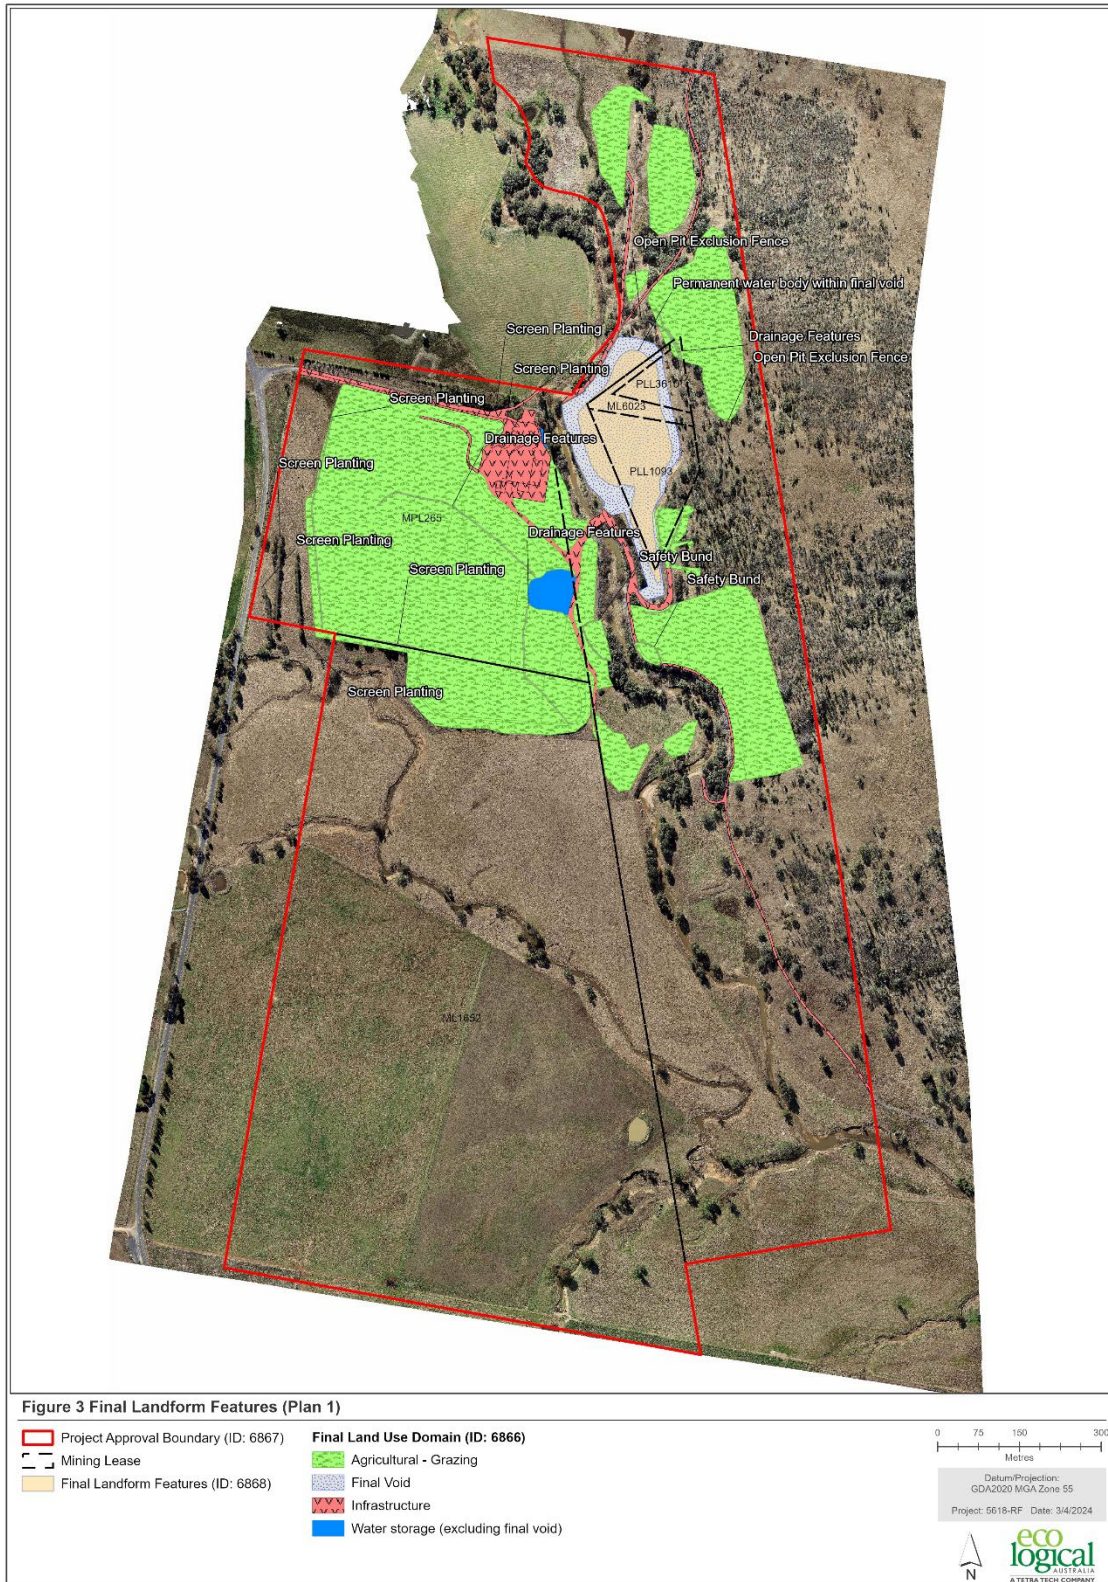 Open Pit Exclusion Fence
Permanent water body within final void
Screen Planting
Drainage Features
Open Pit Exclusion Fence
Screen Planting
PLL3610
Screen Planting
ML6023
Drainage Features
Screen Planting
PLL1093
MPL265
Drainage Features
Screen Planting
Safety Bund
Screen Planting
Safety Bund
Screen Planting
ML1652
Figure 3 Final Landform Features (Plan 1)
Project Approval Boundary (ID: 6867)
Mining Lease
Final Landform Features (ID: 6868)
Final Land Use Domain (ID: 6866)
Agricultural - Grazing
Final Void
Infrastructure
Water storage (excluding final void)
0 75 150 300
Metres
Datum/Projection:
GDA2020 MGA Zone 55
Project: 5618-RF Date: 3/4/2024
N
eco
logical
AUSTRALIA
A TETRA TECH COMPANY